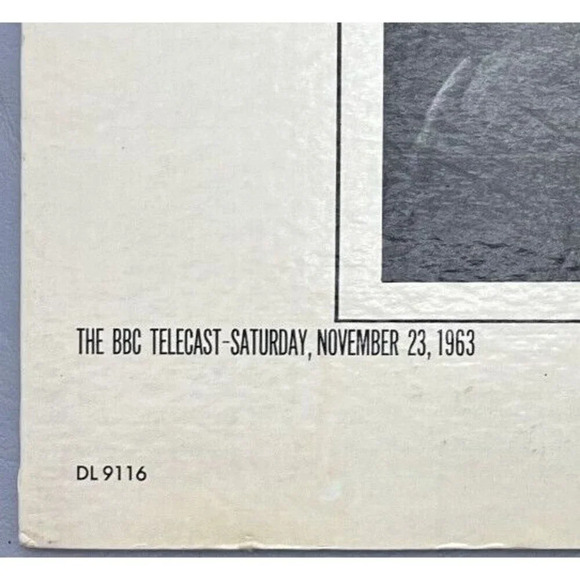 THE BBC TELECAST-SATURDAY, NOVEMBER 23, 1963
DL 9116